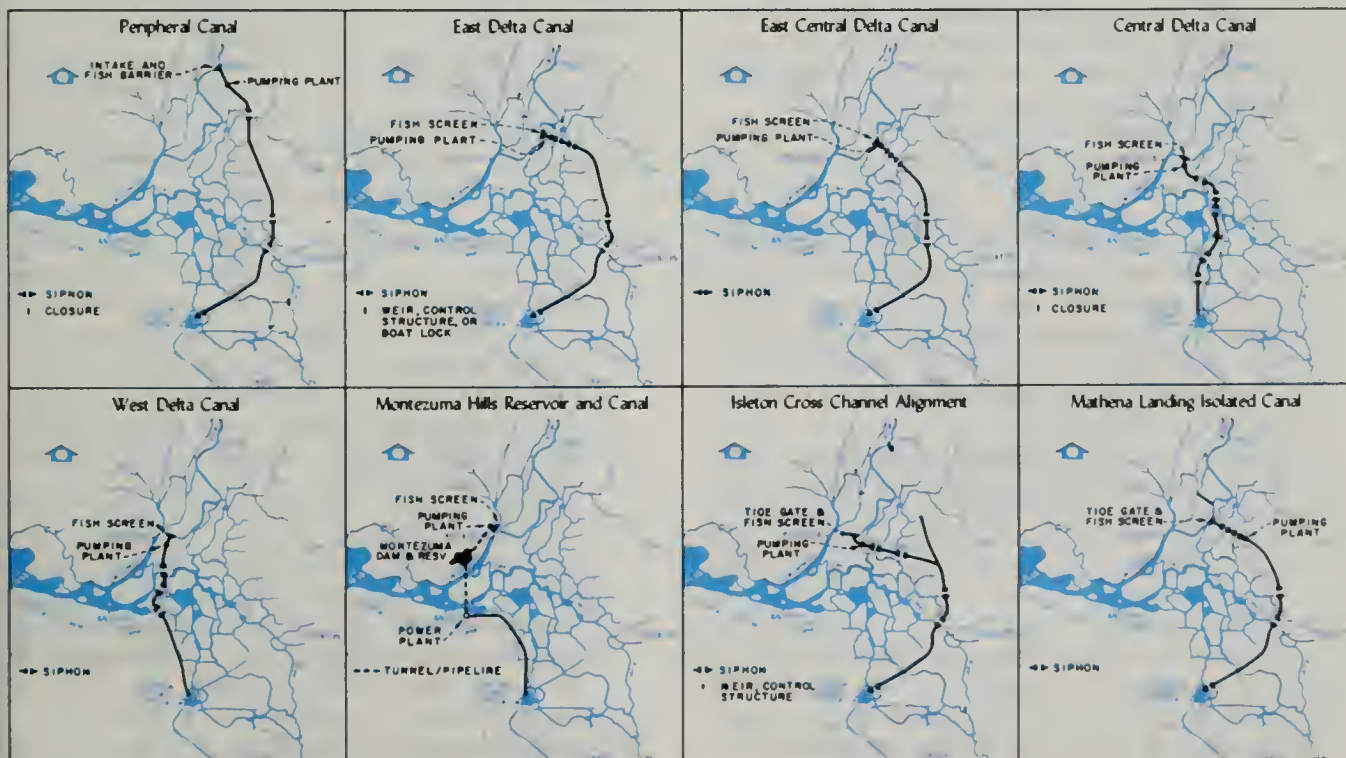 Peripheral Canal
INTAKE AND
FISH BARRIER
PUMPING PLANT
SIPHON
CLOSURE
East Delta Canal
FISH SCREEN
PUMPING PLANT
SIPHON
WEIR, CONTROL
STRUCTURE, OR
BOAT LOCK
East Central Delta Canal
FISH SCREEN
PUMPING PLANT
SIPHON
Central Delta Canal
FISH SCREEN
PUMPING
PLANT
SIPHON
CLOSURE
West Delta Canal
FISH SCREEN
PUMPING
PLANT
SIPHON
Montezuma Hills Reservoir and Canal
FISH SCREEN
PUMPING
PLANT
MONTEZUMA
DAM & RESV
POWER
PLANT
TUNNEL/PIPELINE
Isleton Cross Channel Alignment
TIDE GATE &
FISH SCREEN
PUMPING
PLANT
SIPHON
WEIR, CONTROL
STRUCTURE
Mathena Landing Isolated Canal
TIDE GATE &
FISH SCREEN
PUMPING
PLANT
SIPHON